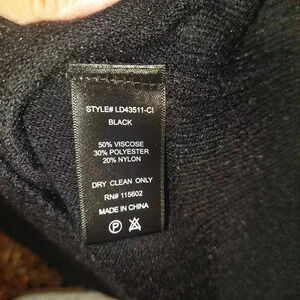 STYLE# LD43511-CI
BLACK
50% VISCOSE
30% POLYESTER
20% NYLON
DRY CLEAN ONLY
RN# 115602
MADE IN CHINA
P A